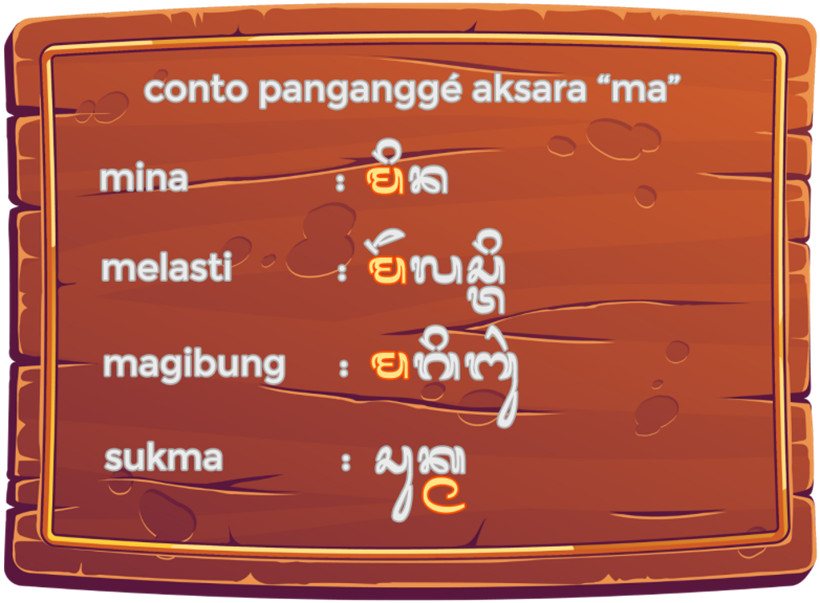 conto panganggé aksara “ma”
mina : ᬫᬶᬦ
melasti : ᬫᭂᬮᬲ᭄ᬢᬶ
magibung : ᬫᬕᬶᬩᬸᬂ
sukma : ᬲᬸᬓ᭄ᬫ